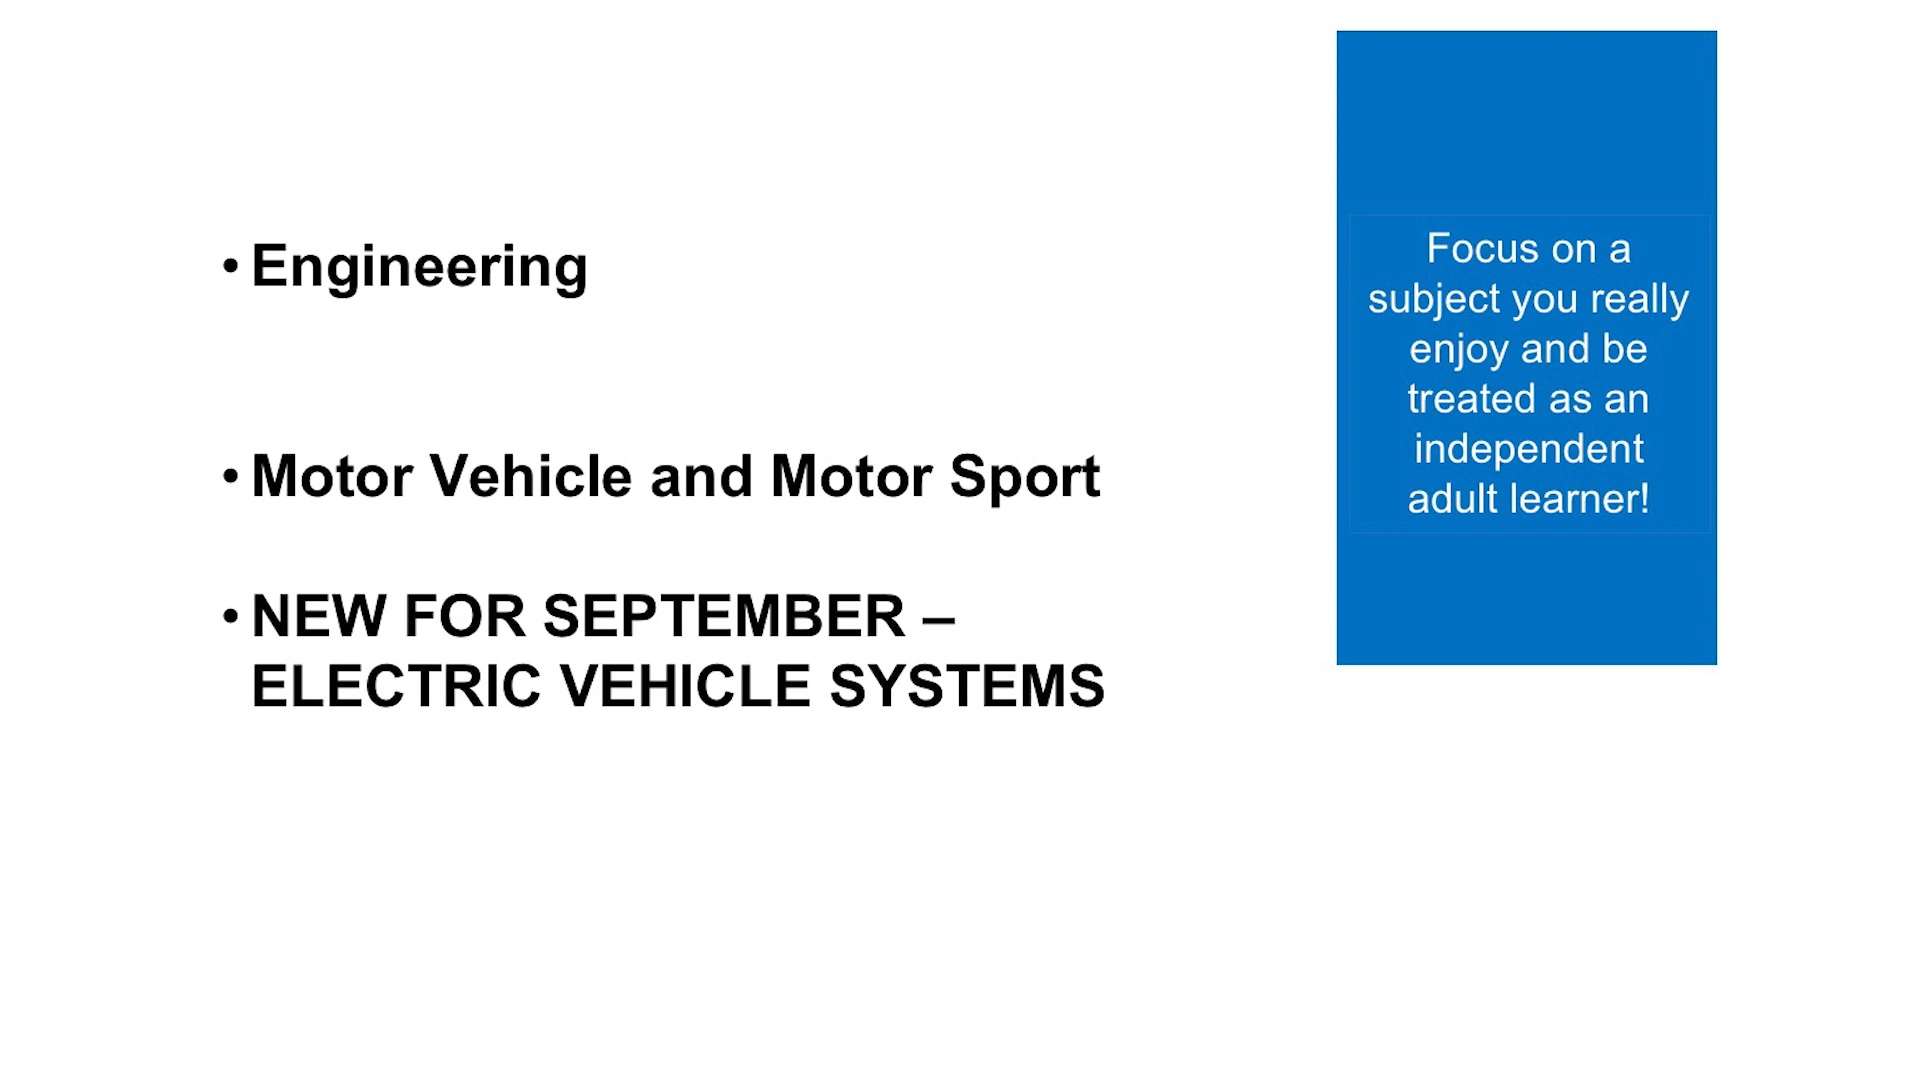 • Engineering
• Motor Vehicle and Motor Sport
• NEW FOR SEPTEMBER –
ELECTRIC VEHICLE SYSTEMS
Focus on a
subject you really
enjoy and be
treated as an
independent
adult learner!